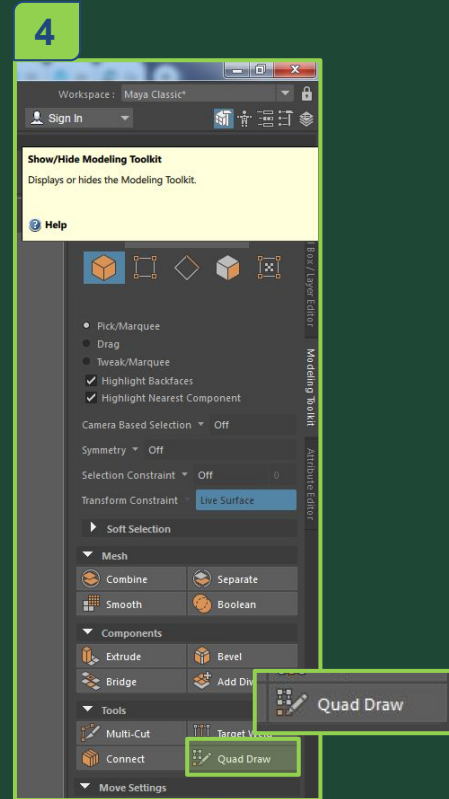 4
Workspace: Maya Classic*
Sign In
Show/Hide Modeling Toolkit
Displays or hides the Modeling Toolkit.
Help
Box / Layer Editor
Modeling Toolkit
Attribute Editor
Pick/Marquee
Drag
Tweak/Marquee
Highlight Backfaces
Highlight Nearest Component
Camera Based Selection Off
Symmetry Off
Selection Constraint Off 0
Transform Constraint Live Surface
Soft Selection
Mesh
Combine Separate
Smooth Boolean
Components
Extrude Bevel
Bridge Add Div
Quad Draw
Tools
Multi-Cut Target Weld
Connect Quad Draw
Move Settings